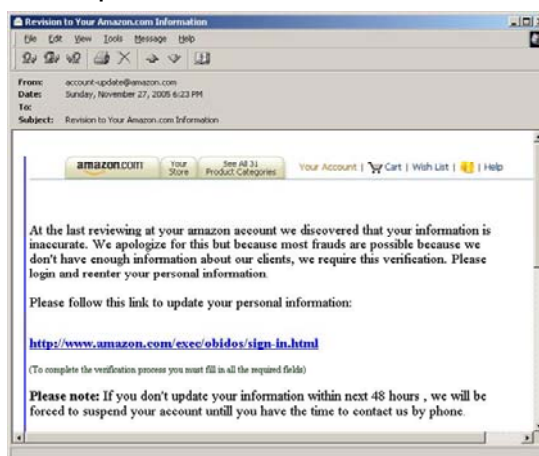 Revision to Your Amazon.com Information
File Edit View Tools Message Help
From: account-update@amazon.com
Date: Sunday, November 27, 2005 6:23 PM
To:
Subject: Revision to Your Amazon.com Information
amazon.com Your Store See All 31 Product Categories Your Account | Cart | Wish List | | Help
At the last reviewing at your amazon account we discovered that your information is
inaccurate. We apologize for this but because most frauds are possible because we
don't have enough information about our clients, we require this verification. Please
login and reenter your personal information.
Please follow this link to update your personal information:
http://www.amazon.com/exec/obidos/sign-in.html
(To complete the verification process you must fill in all the required fields)
Please note: If you don't update your information within next 48 hours , we will be
forced to suspend your account untill you have the time to contact us by phone.